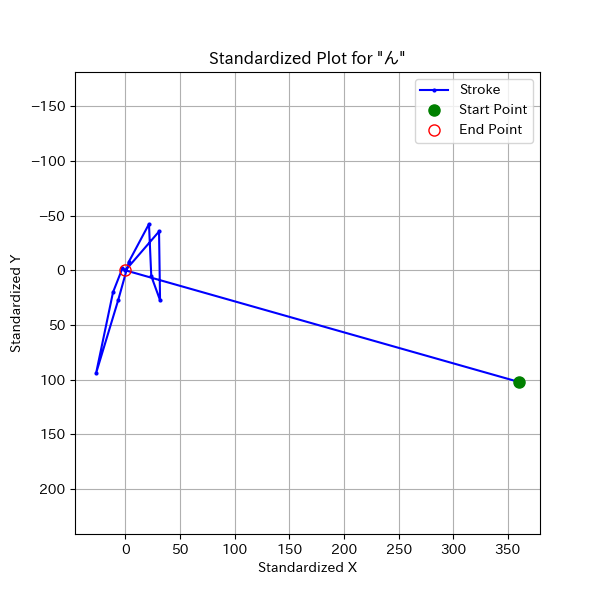 Standardized Plot for "ん"
Stroke
Start Point
End Point
−150
−100
−50
0
50
100
150
200
Standardized Y
0 50 100 150 200 250 300 350
Standardized X